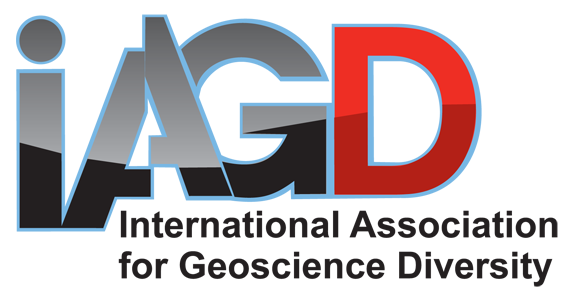 iAGD
International Association
for Geoscience Diversity